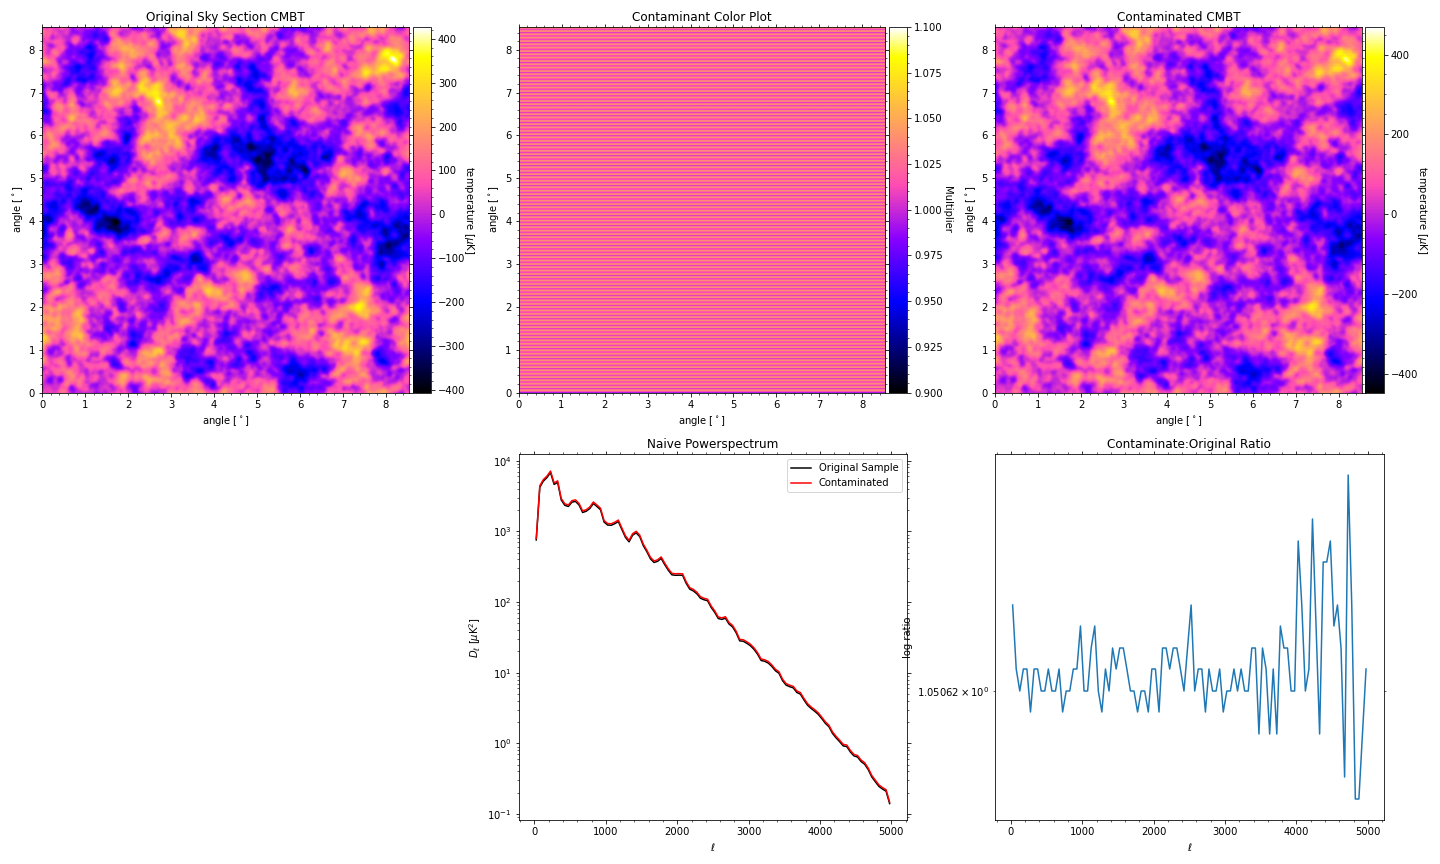 Original Sky Section CMBT
8
7
6
5
4
3
2
1
0
angle [°]
0 1 2 3 4 5 6 7 8
angle [°]
400
300
200
100
0
−100
−200
−300
−400
temperature [μK]
Contaminant Color Plot
8
7
6
5
4
3
2
1
0
angle [°]
0 1 2 3 4 5 6 7 8
angle [°]
1.100
1.075
1.050
1.025
1.000
0.975
0.950
0.925
0.900
Multiplier
Contaminated CMBT
8
7
6
5
4
3
2
1
0
angle [°]
0 1 2 3 4 5 6 7 8
angle [°]
400
200
0
−200
−400
temperature [μK]
Naive Powerspectrum
Original Sample
Contaminated
10⁴
10³
10²
10¹
10⁰
10⁻¹
Dℓ [μK²]
0 1000 2000 3000 4000 5000
ℓ
Contaminate:Original Ratio
log ratio
1.05062 × 10⁰
0 1000 2000 3000 4000 5000
ℓ